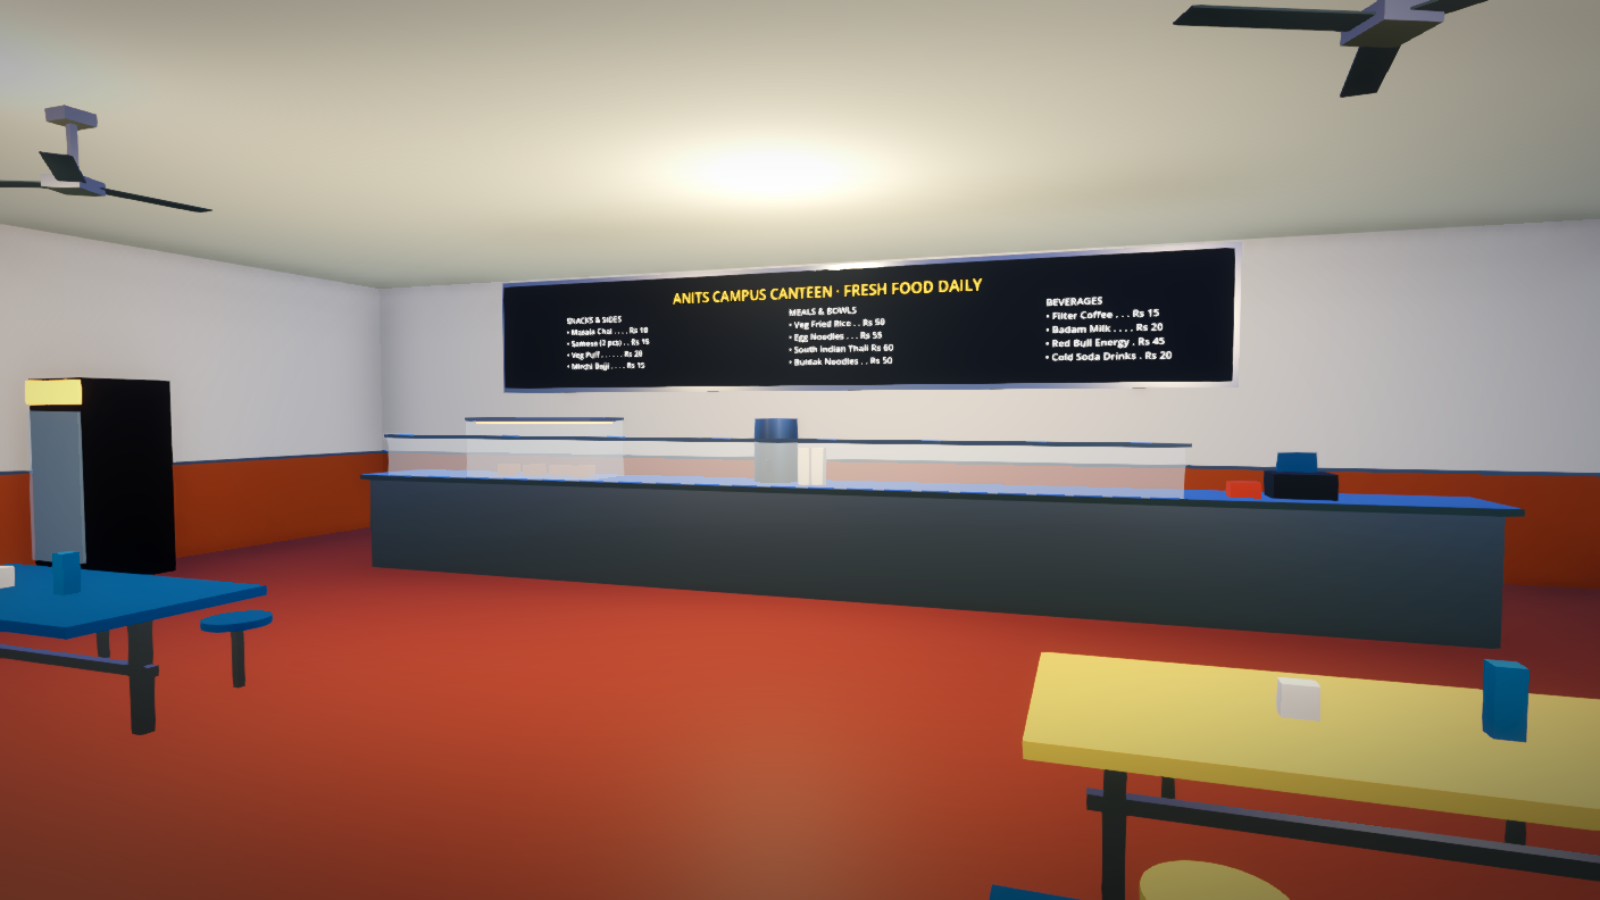 ANITS CAMPUS CANTEEN · FRESH FOOD DAILY
SNACKS & SIDES
• Masala Chai . . . . Rs 10
• Samosa (2 pcs) . . Rs 15
• Veg Puff . . . . . . Rs 20
• Mirchi Bajji . . . . Rs 15
MEALS & BOWLS
• Veg Fried Rice . . Rs 50
• Egg Noodles . . . Rs 55
• South Indian Thali Rs 60
• Buldak Noodles . . Rs 50
BEVERAGES
• Filter Coffee . . . Rs 15
• Badam Milk . . . . Rs 20
• Red Bull Energy . Rs 45
• Cold Soda Drinks . Rs 20